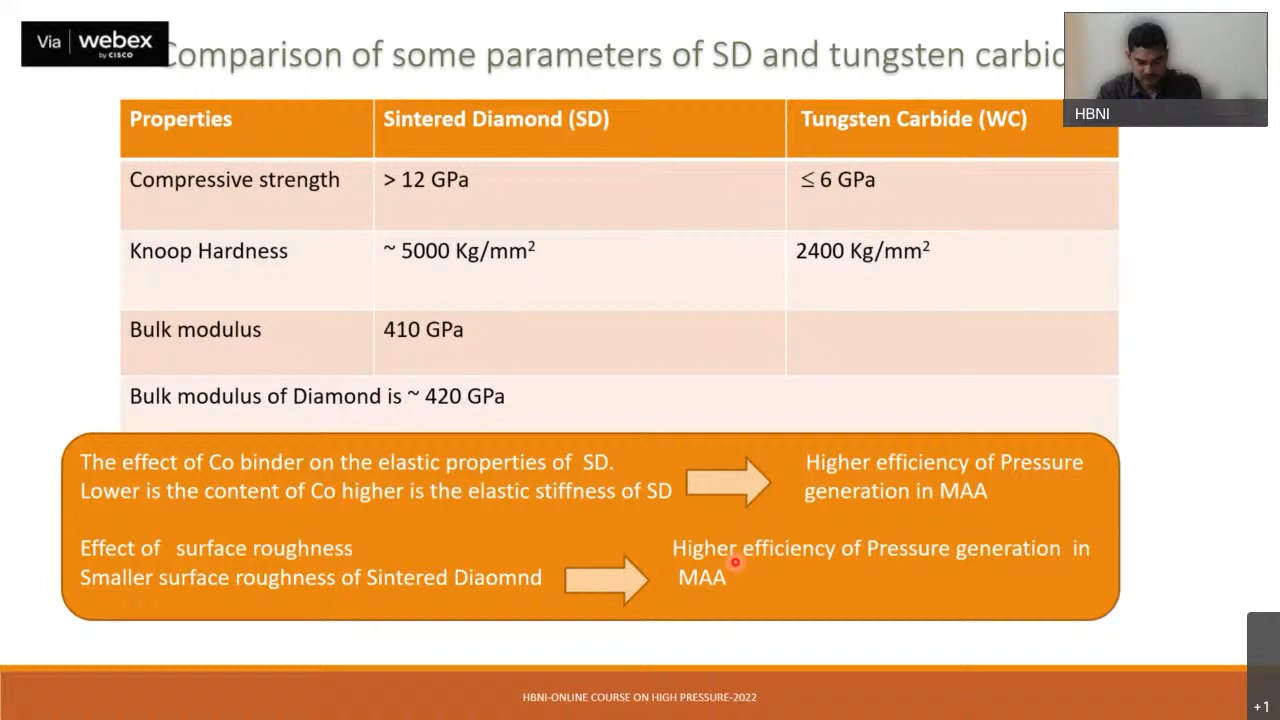 Via webex
by CISCO
Comparison of some parameters of SD and tungsten carbid
HBNI
Properties Sintered Diamond (SD) Tungsten Carbide (WC)
Compressive strength > 12 GPa ≤ 6 GPa
Knoop Hardness ~ 5000 Kg/mm² 2400 Kg/mm²
Bulk modulus 410 GPa
Bulk modulus of Diamond is ~ 420 GPa
The effect of Co binder on the elastic properties of SD.
Lower is the content of Co higher is the elastic stiffness of SD
Higher efficiency of Pressure
generation in MAA
Effect of surface roughness
Smaller surface roughness of Sintered Diaomnd
Higher efficiency of Pressure generation in
MAA
HBNI-ONLINE COURSE ON HIGH PRESSURE-2022
+1